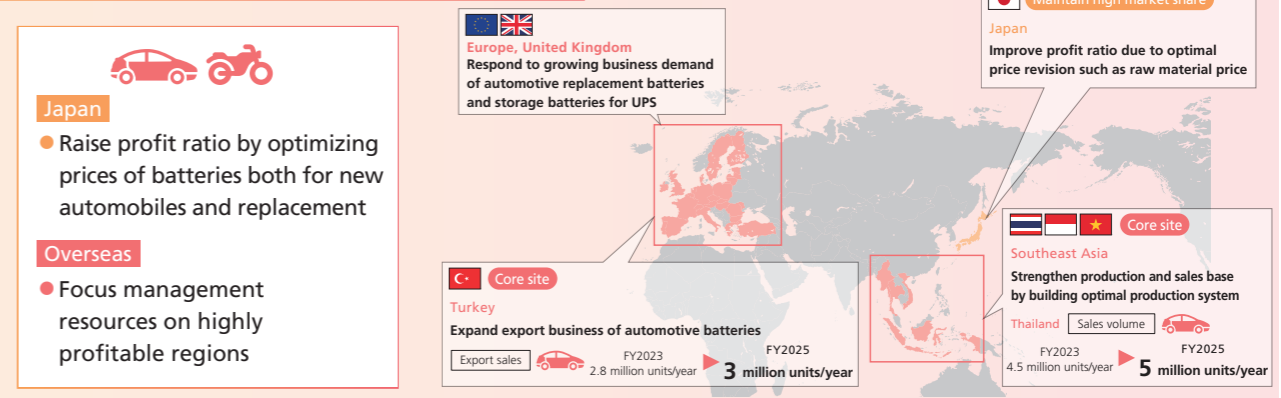 Japan
Raise profit ratio by optimizing
prices of batteries both for new
automobiles and replacement
Overseas
Focus management
resources on highly
profitable regions
Europe, United Kingdom
Respond to growing business demand
of automotive replacement batteries
and storage batteries for UPS
Maintain high market share
Japan
Improve profit ratio due to optimal
price revision such as raw material price
Core site
Turkey
Expand export business of automotive batteries
Export sales
FY2023
2.8 million units/year
FY2025
3 million units/year
Core site
Southeast Asia
Strengthen production and sales base
by building optimal production system
Thailand Sales volume
FY2023
4.5 million units/year
FY2025
5 million units/year